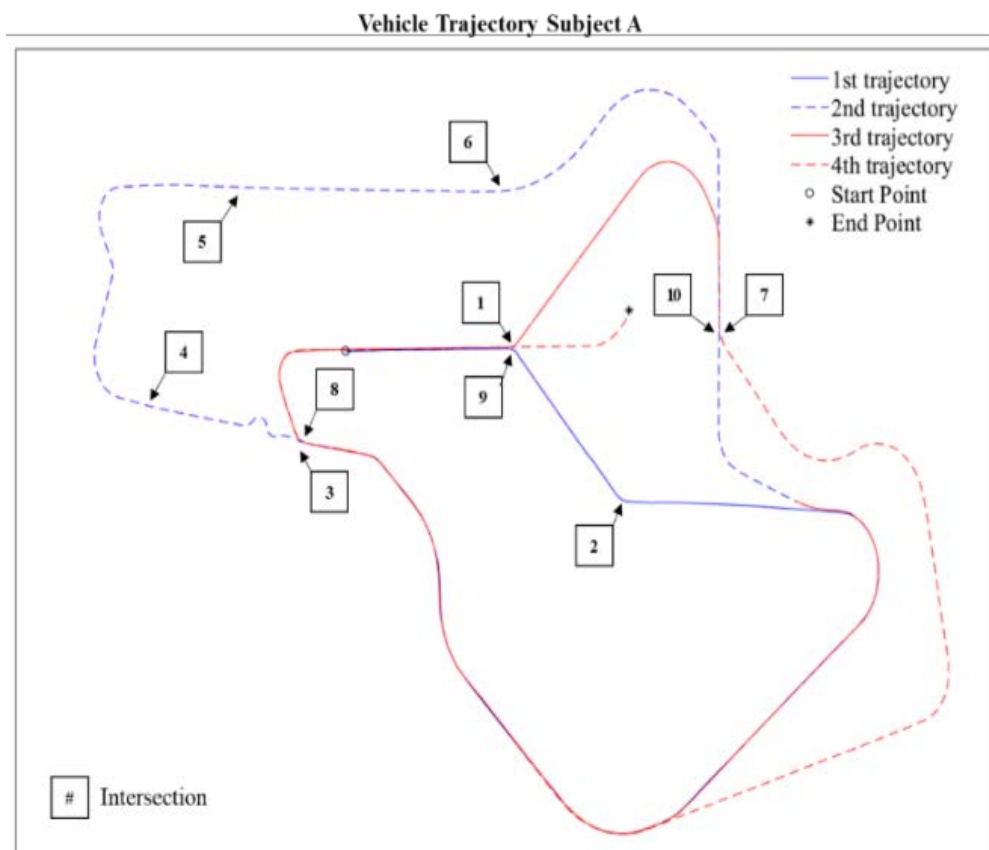 Vehicle Trajectory Subject A
1st trajectory
2nd trajectory
3rd trajectory
4th trajectory
Start Point
End Point
6
5
1
10
7
4
8
9
3
2
# Intersection